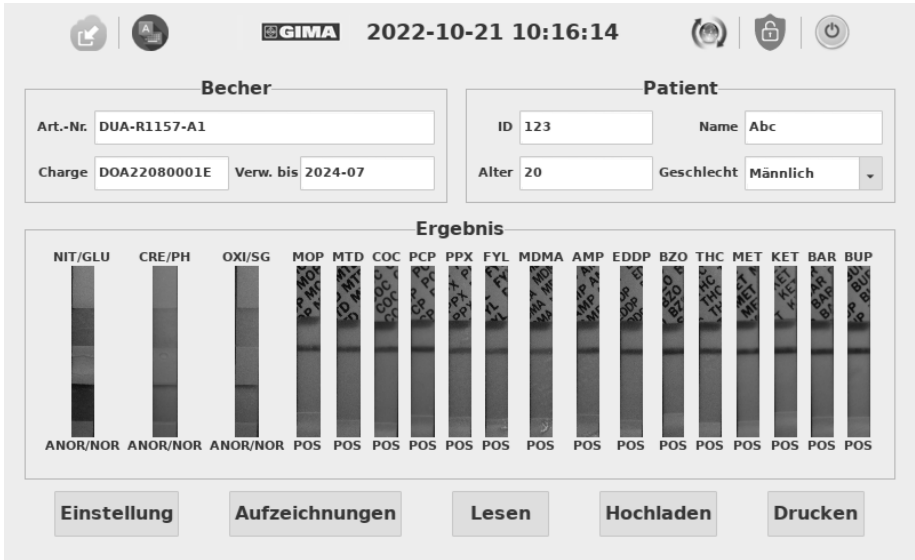 GIMA 2022-10-21 10:16:14
Becher
Art.-Nr. DUA-R1157-A1
Charge DOA22080001E Verw. bis 2024-07
Patient
ID 123 Name Abc
Alter 20 Geschlecht Männlich
Ergebnis
NIT/GLU CRE/PH OXI/SG MOP MTD COC PCP PPX FYL MDMA AMP EDDP BZO THC MET KET BAR BUP
ANOR/NOR ANOR/NOR ANOR/NOR POS POS POS POS POS POS POS POS POS POS POS POS POS POS POS
Einstellung Aufzeichnungen Lesen Hochladen Drucken